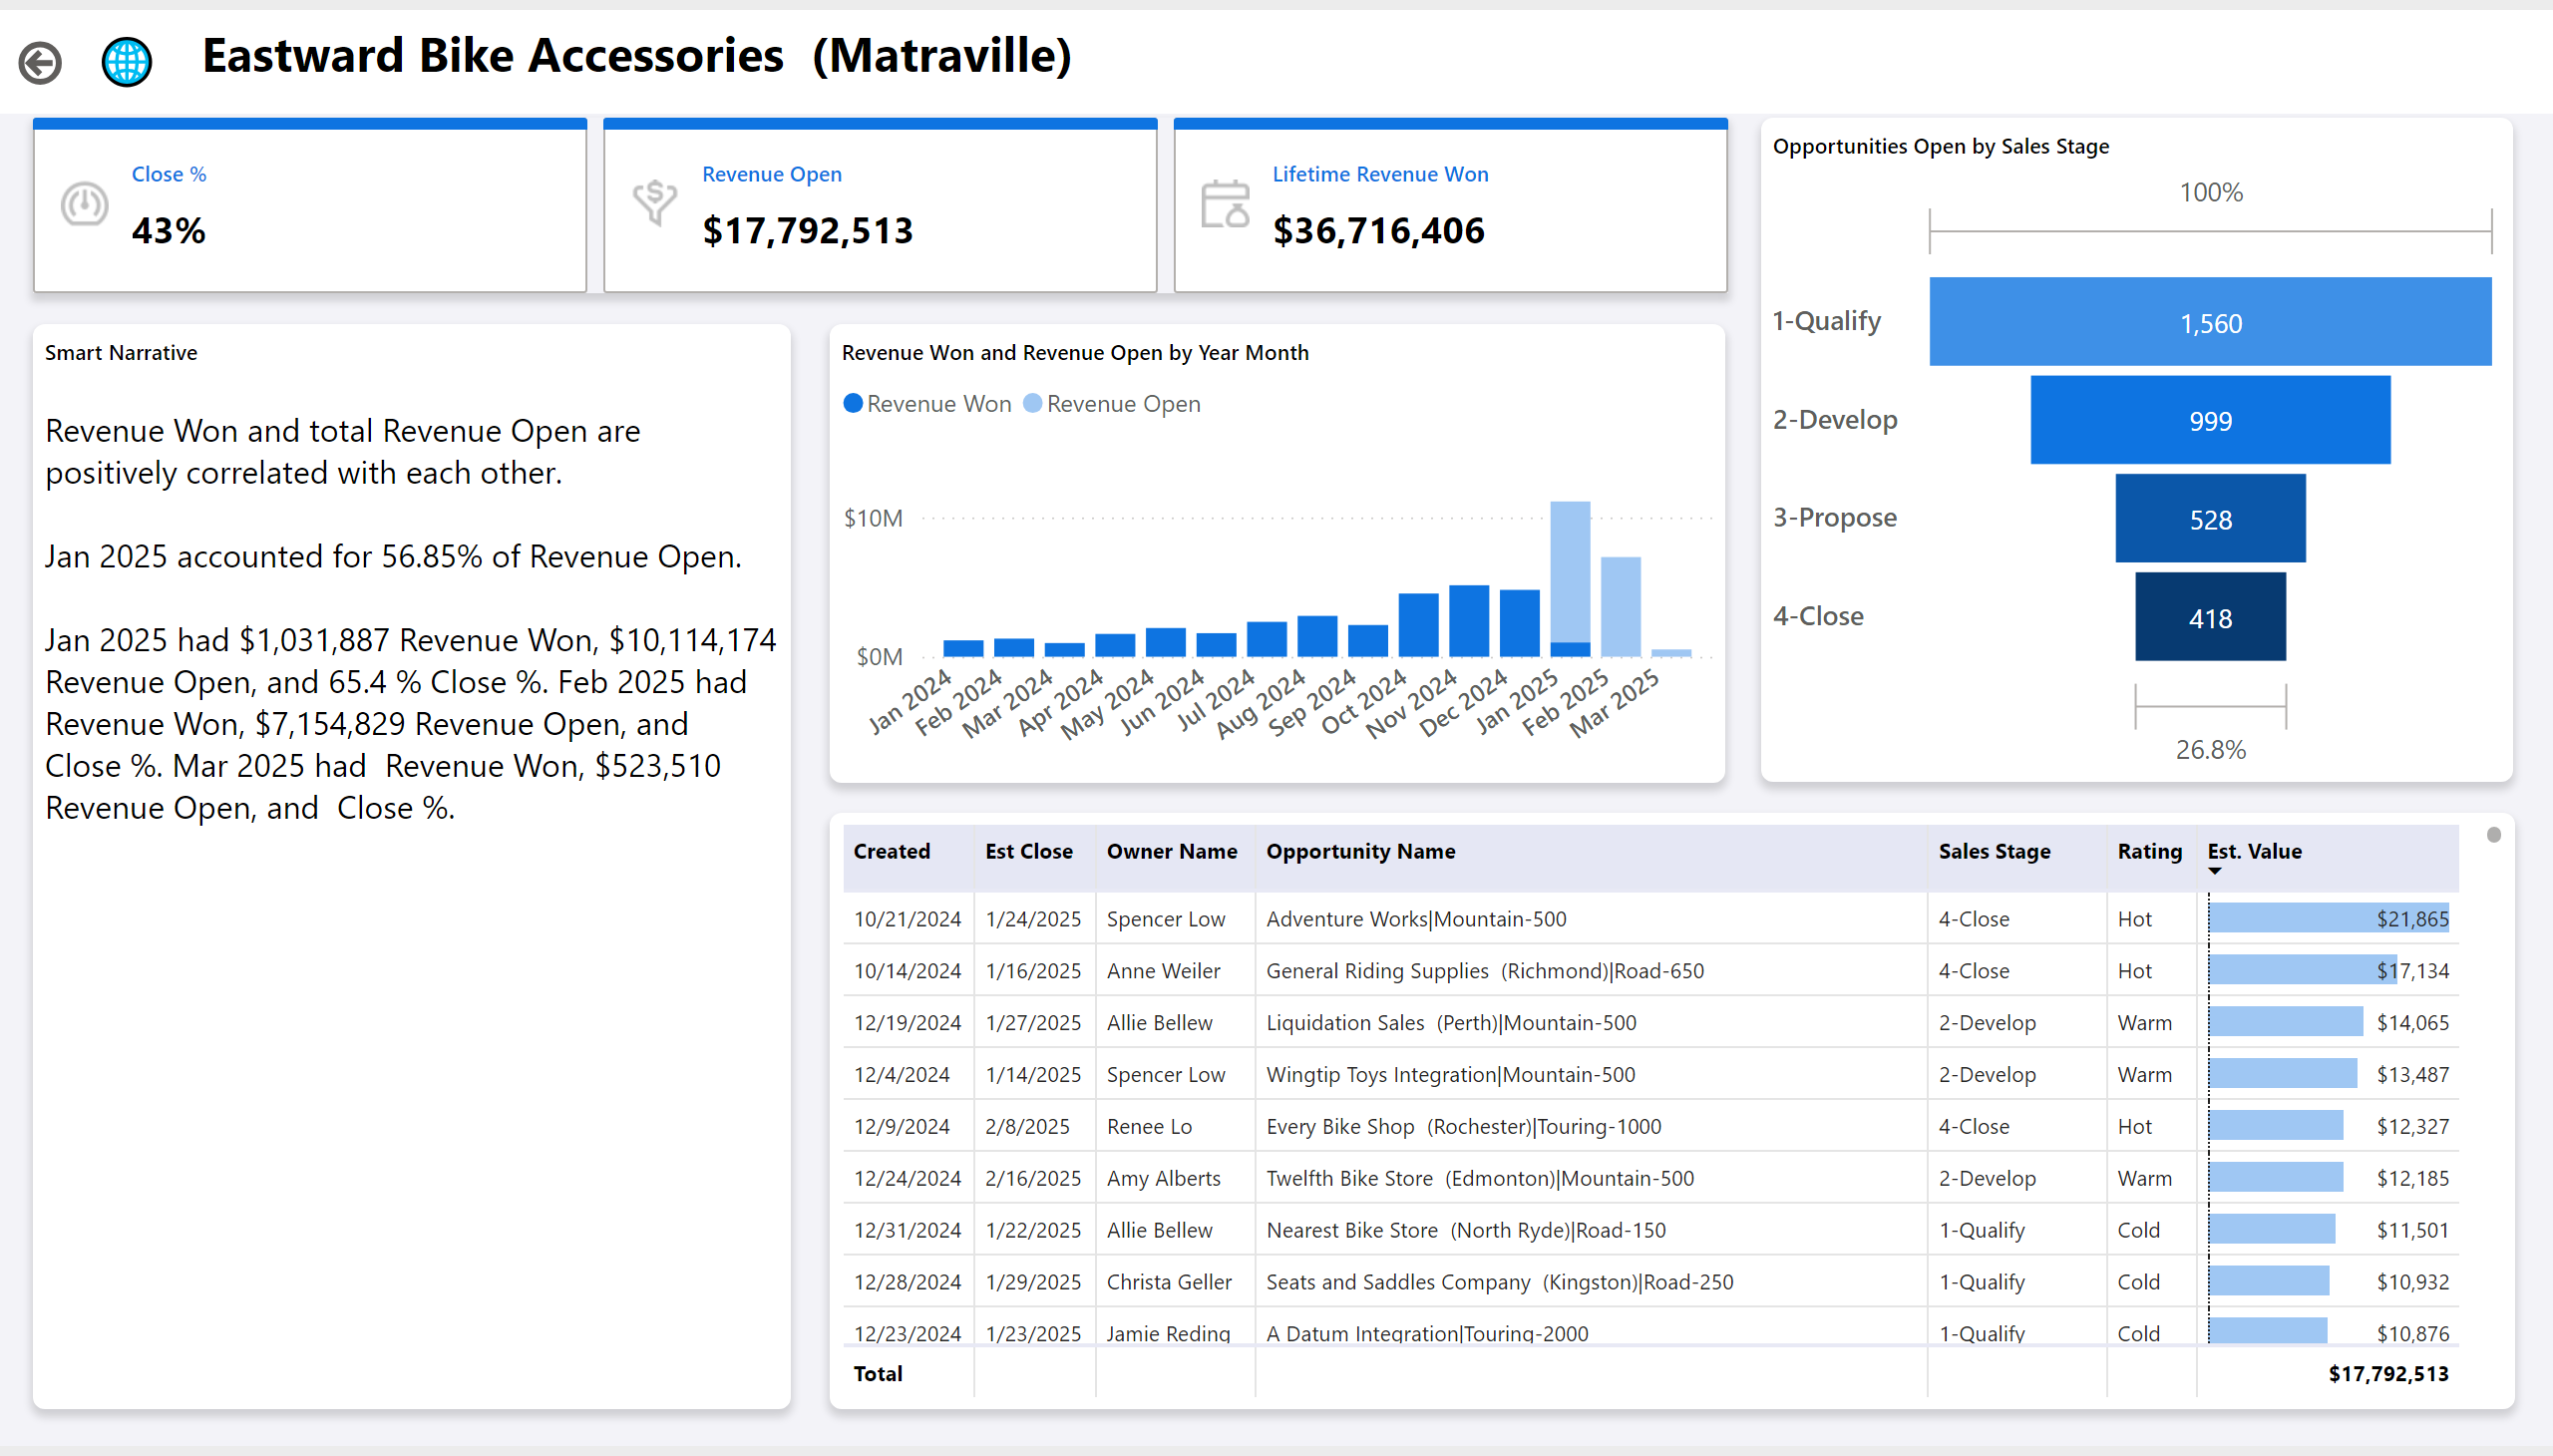 Eastward Bike Accessories (Matraville)
Close %
43%
Revenue Open
$17,792,513
Lifetime Revenue Won
$36,716,406
Opportunities Open by Sales Stage
100%
1-Qualify 1,560
2-Develop 999
3-Propose 528
4-Close 418
26.8%
Smart Narrative
Revenue Won and total Revenue Open are
positively correlated with each other.
Jan 2025 accounted for 56.85% of Revenue Open.
Jan 2025 had $1,031,887 Revenue Won, $10,114,174
Revenue Open, and 65.4 % Close %. Feb 2025 had
Revenue Won, $7,154,829 Revenue Open, and
Close %. Mar 2025 had Revenue Won, $523,510
Revenue Open, and Close %.
Revenue Won and Revenue Open by Year Month
Revenue Won Revenue Open
$10M
$0M
Jan 2024 Feb 2024 Mar 2024 Apr 2024 May 2024 Jun 2024 Jul 2024 Aug 2024 Sep 2024 Oct 2024 Nov 2024 Dec 2024 Jan 2025 Feb 2025 Mar 2025
Created Est Close Owner Name Opportunity Name Sales Stage Rating Est. Value
10/21/2024 1/24/2025 Spencer Low Adventure Works|Mountain-500 4-Close Hot $21,865
10/14/2024 1/16/2025 Anne Weiler General Riding Supplies (Richmond)|Road-650 4-Close Hot $17,134
12/19/2024 1/27/2025 Allie Bellew Liquidation Sales (Perth)|Mountain-500 2-Develop Warm $14,065
12/4/2024 1/14/2025 Spencer Low Wingtip Toys Integration|Mountain-500 2-Develop Warm $13,487
12/9/2024 2/8/2025 Renee Lo Every Bike Shop (Rochester)|Touring-1000 4-Close Hot $12,327
12/24/2024 2/16/2025 Amy Alberts Twelfth Bike Store (Edmonton)|Mountain-500 2-Develop Warm $12,185
12/31/2024 1/22/2025 Allie Bellew Nearest Bike Store (North Ryde)|Road-150 1-Qualify Cold $11,501
12/28/2024 1/29/2025 Christa Geller Seats and Saddles Company (Kingston)|Road-250 1-Qualify Cold $10,932
12/23/2024 1/23/2025 Jamie Reding A Datum Integration|Touring-2000 1-Qualify Cold $10,876
Total $17,792,513